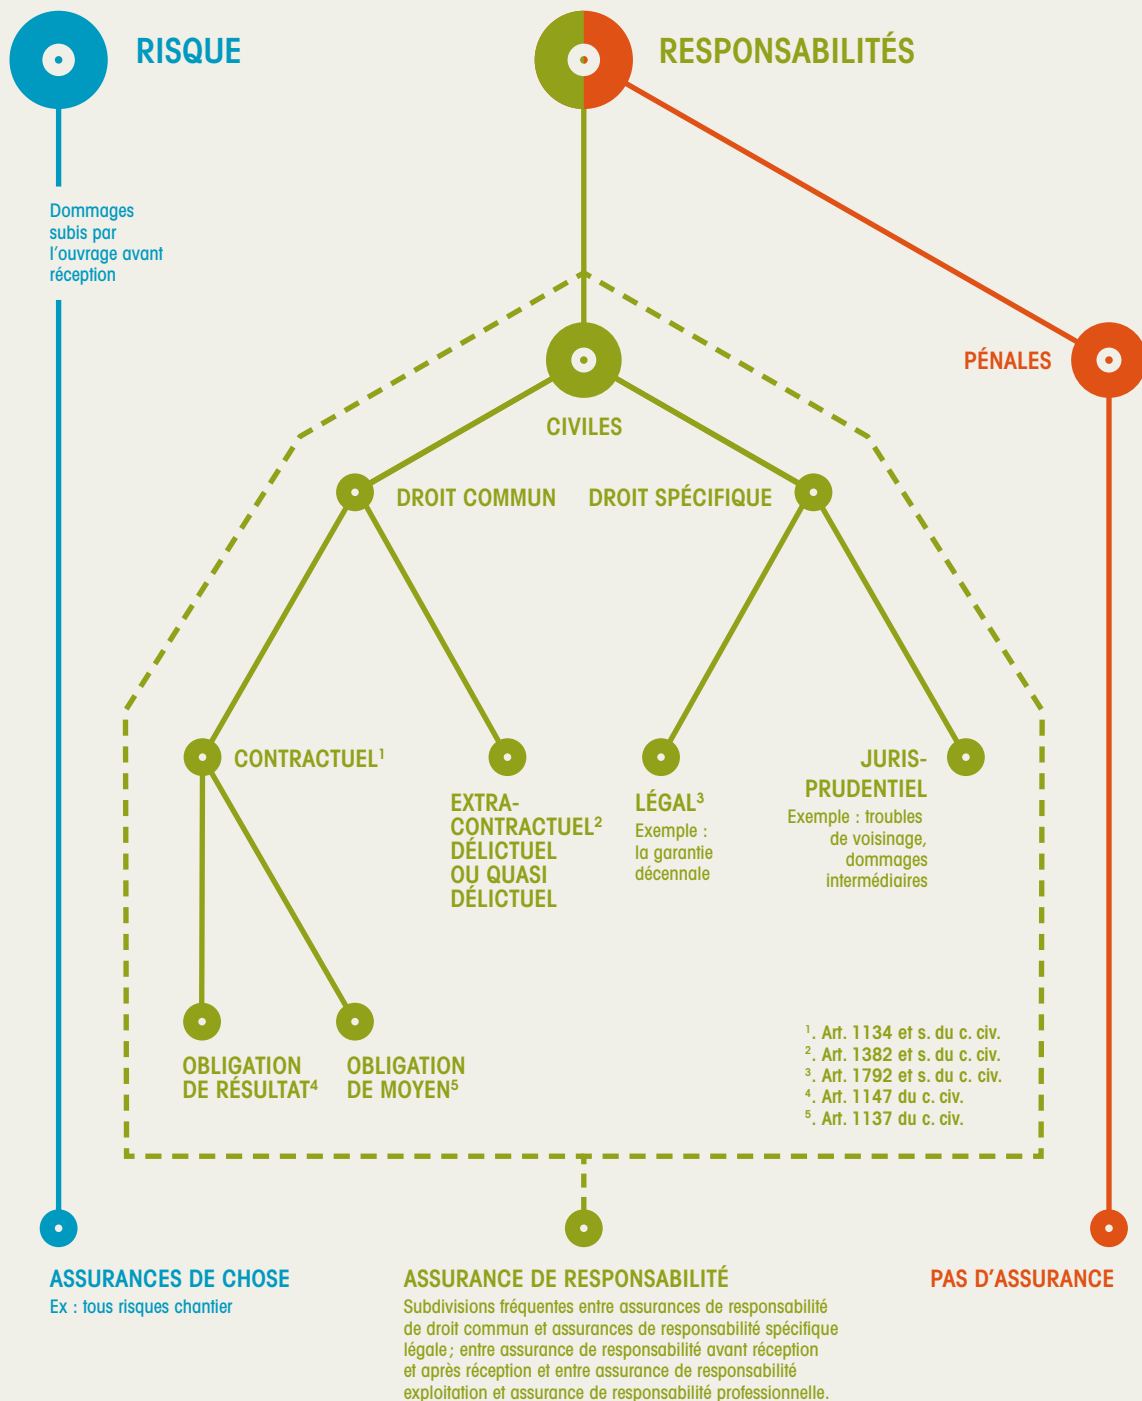 RISQUE
RESPONSABILITÉS
Dommages
subis par
l'ouvrage avant
réception
PÉNALES
CIVILES
DROIT COMMUN
DROIT SPÉCIFIQUE
CONTRACTUEL¹
EXTRA-
CONTRACTUEL²
DÉLICTUEL
OU QUASI
DÉLICTUEL
LÉGAL³
Exemple :
la garantie
décennale
JURIS-
PRUDENTIEL
Exemple : troubles
de voisinage,
dommages
intermédiaires
OBLIGATION
DE RÉSULTAT⁴
OBLIGATION
DE MOYEN⁵
¹. Art. 1134 et s. du c. civ.
². Art. 1382 et s. du c. civ.
³. Art. 1792 et s. du c. civ.
⁴. Art. 1147 du c. civ.
⁵. Art. 1137 du c. civ.
ASSURANCES DE CHOSE
Ex : tous risques chantier
ASSURANCE DE RESPONSABILITÉ
Subdivisions fréquentes entre assurances de responsabilité
de droit commun et assurances de responsabilité spécifique
légale ; entre assurance de responsabilité avant réception
et après réception et entre assurance de responsabilité
exploitation et assurance de responsabilité professionnelle.
PAS D'ASSURANCE